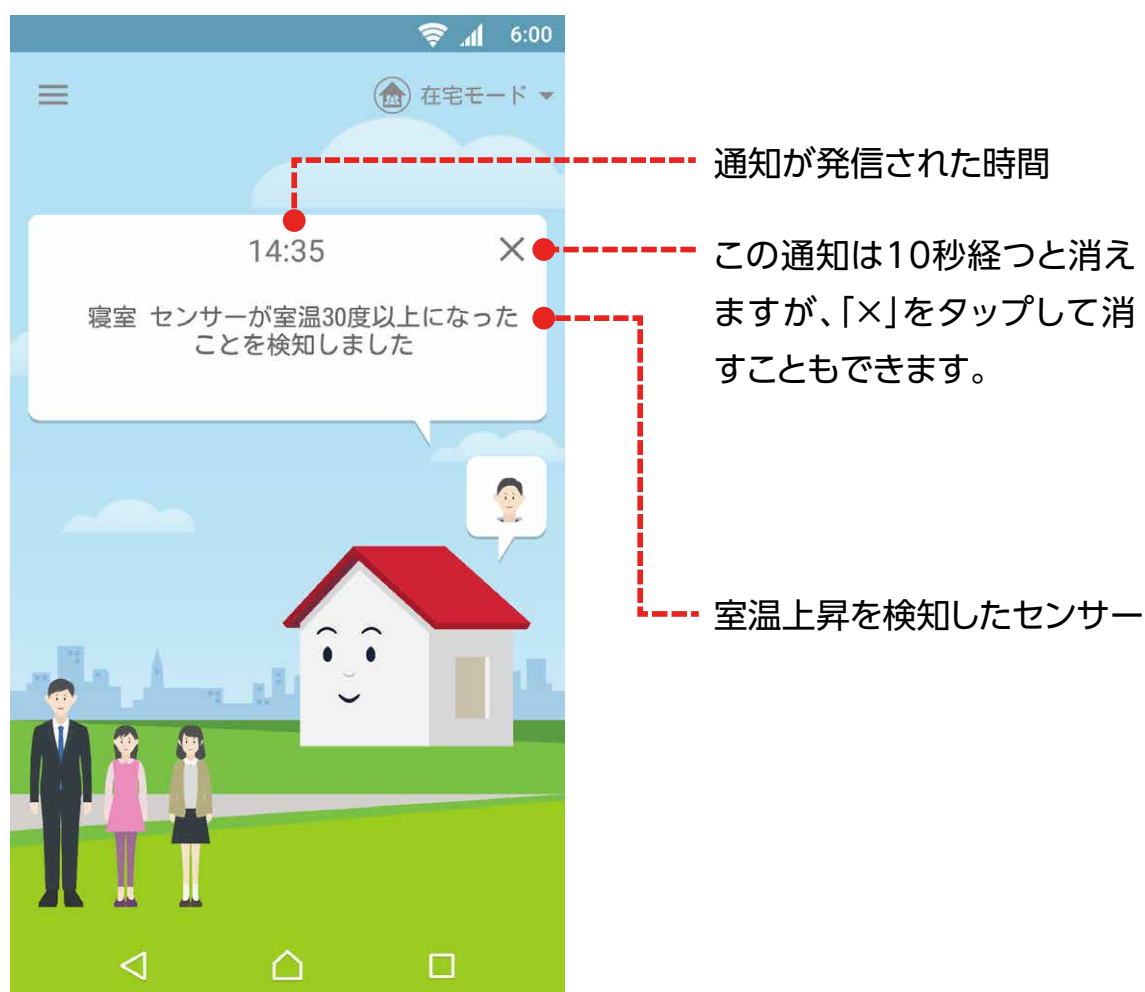 6:00
在宅モード
14:35
寝室 センサーが室温30度以上になった
ことを検知しました
通知が発信された時間
この通知は10秒経つと消え
ますが、「×」をタップして消
すこともできます。
室温上昇を検知したセンサー